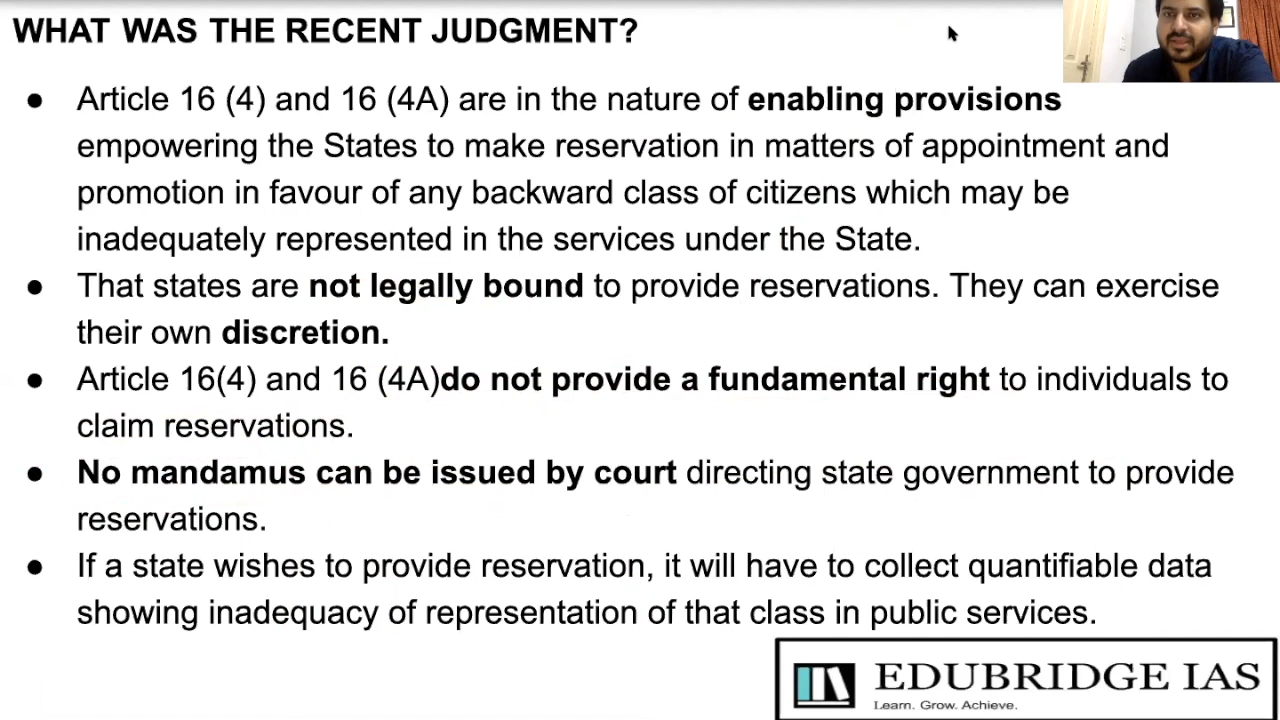 WHAT WAS THE RECENT JUDGMENT?
● Article 16 (4) and 16 (4A) are in the nature of enabling provisions
empowering the States to make reservation in matters of appointment and
promotion in favour of any backward class of citizens which may be
inadequately represented in the services under the State.
● That states are not legally bound to provide reservations. They can exercise
their own discretion.
● Article 16(4) and 16 (4A)do not provide a fundamental right to individuals to
claim reservations.
● No mandamus can be issued by court directing state government to provide
reservations.
● If a state wishes to provide reservation, it will have to collect quantifiable data
showing inadequacy of representation of that class in public services.
EDUBRIDGE IAS
Learn. Grow. Achieve.